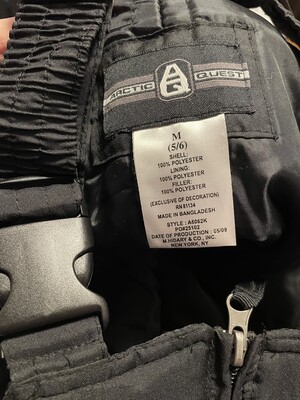 ARCTIC AQ QUEST
M
(5/6)
SHELL:
100% POLYESTER
LINING:
100% POLYESTER
FILLER:
100% POLYESTER
(EXCLUSIVE OF DECORATION)
RN 81134
MADE IN BANGLADESH
STYLE : A6062K
PO#25102
DATE OF PRODUCTION : 05/09
M.HIDARY & CO., INC.
NEW YORK, NY